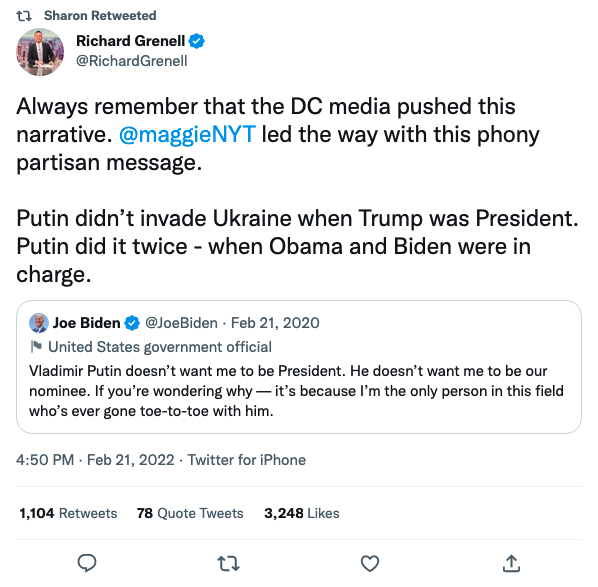 Sharon Retweeted
Richard Grenell
@RichardGrenell
Always remember that the DC media pushed this
narrative. @maggieNYT led the way with this phony
partisan message.
Putin didn’t invade Ukraine when Trump was President.
Putin did it twice - when Obama and Biden were in
charge.
Joe Biden @JoeBiden · Feb 21, 2020
United States government official
Vladimir Putin doesn’t want me to be President. He doesn’t want me to be our
nominee. If you’re wondering why — it’s because I’m the only person in this field
who’s ever gone toe-to-toe with him.
4:50 PM · Feb 21, 2022 · Twitter for iPhone
1,104 Retweets 78 Quote Tweets 3,248 Likes